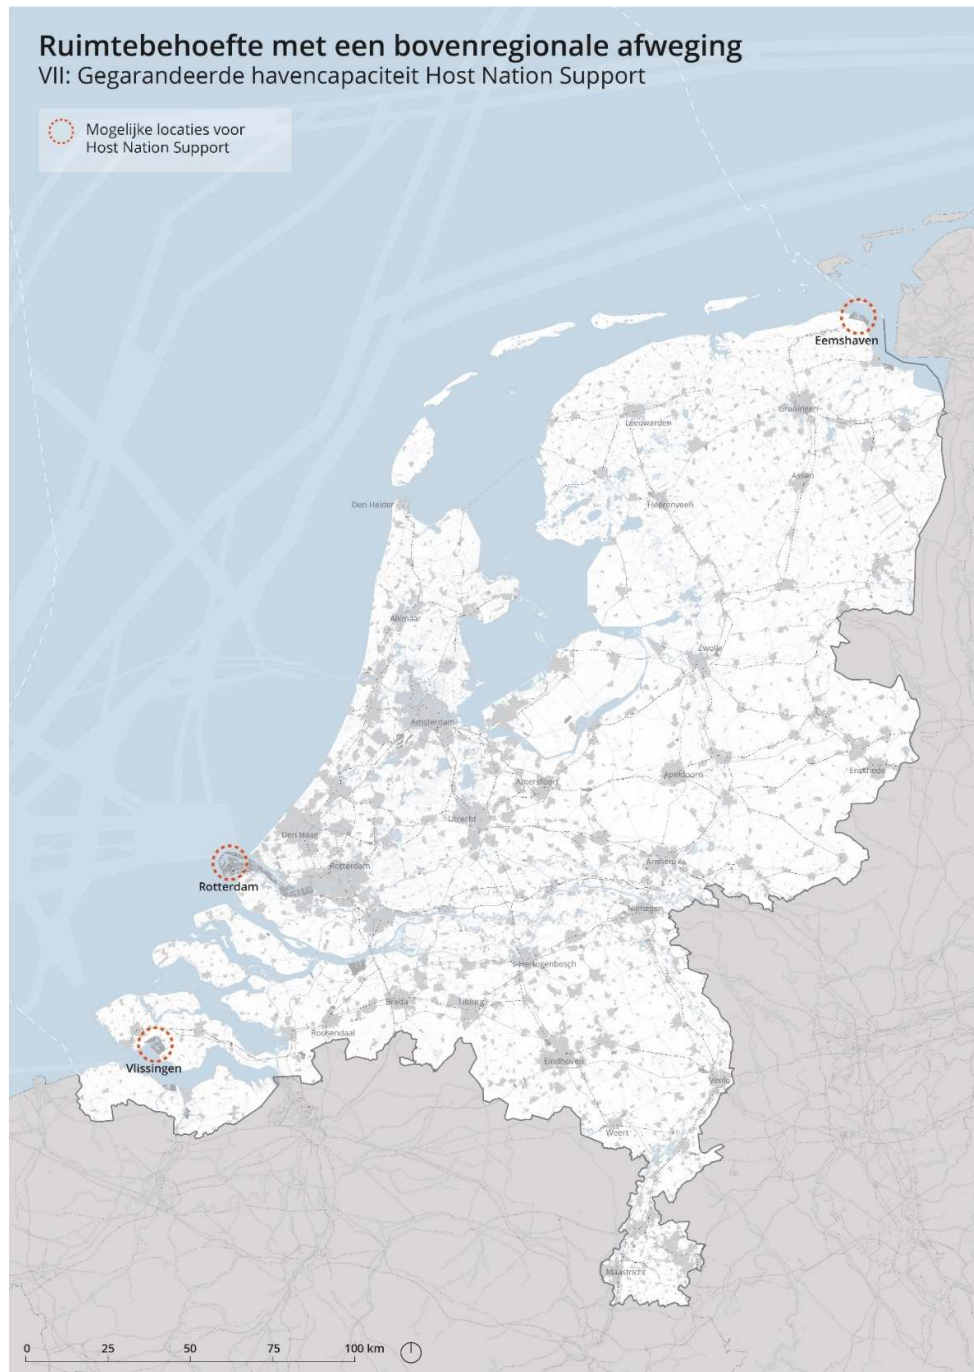 Ruimtebehoefte met een bovenregionale afweging
VII: Gegarandeerde havencapaciteit Host Nation Support
Mogelijke locaties voor
Host Nation Support
Eemshaven
Groningen
Leeuwarden
Assen
Den Helder
Heerenveen
Alkmaar
Zwolle
Amsterdam
Enschede
Apeldoorn
Amersfoort
Utrecht
Den Haag
Rotterdam
Arnhem
Rotterdam
Nijmegen
's-Hertogenbosch
Breda
Tilburg
Roosendaal
Vlissingen
Eindhoven
Venlo
Weert
Maastricht
0 25 50 75 100 km